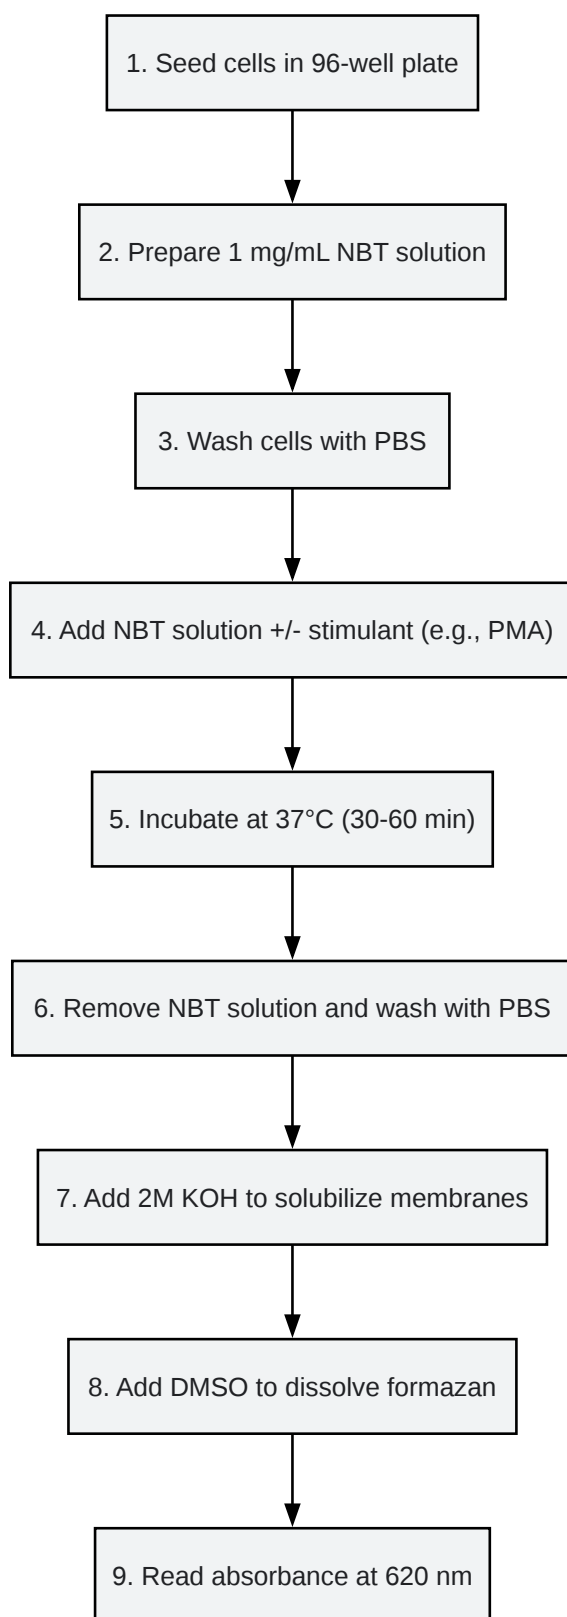 1. Seed cells in 96-well plate
2. Prepare 1 mg/mL NBT solution
3. Wash cells with PBS
4. Add NBT solution +/- stimulant (e.g., PMA)
5. Incubate at 37°C (30-60 min)
6. Remove NBT solution and wash with PBS
7. Add 2M KOH to solubilize membranes
8. Add DMSO to dissolve formazan
9. Read absorbance at 620 nm